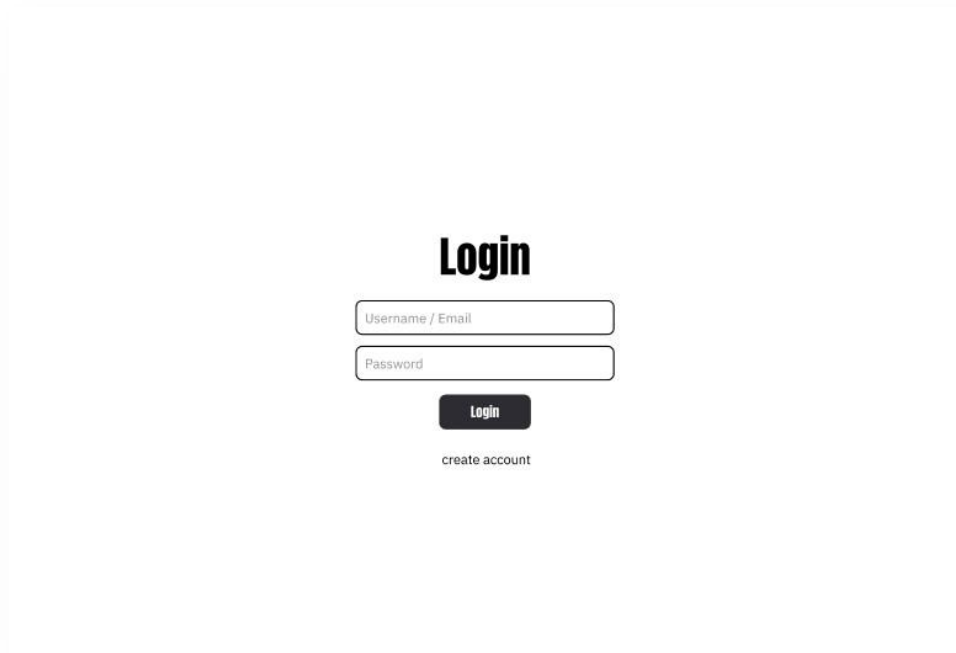 Login
Username / Email
Password
Login
create account